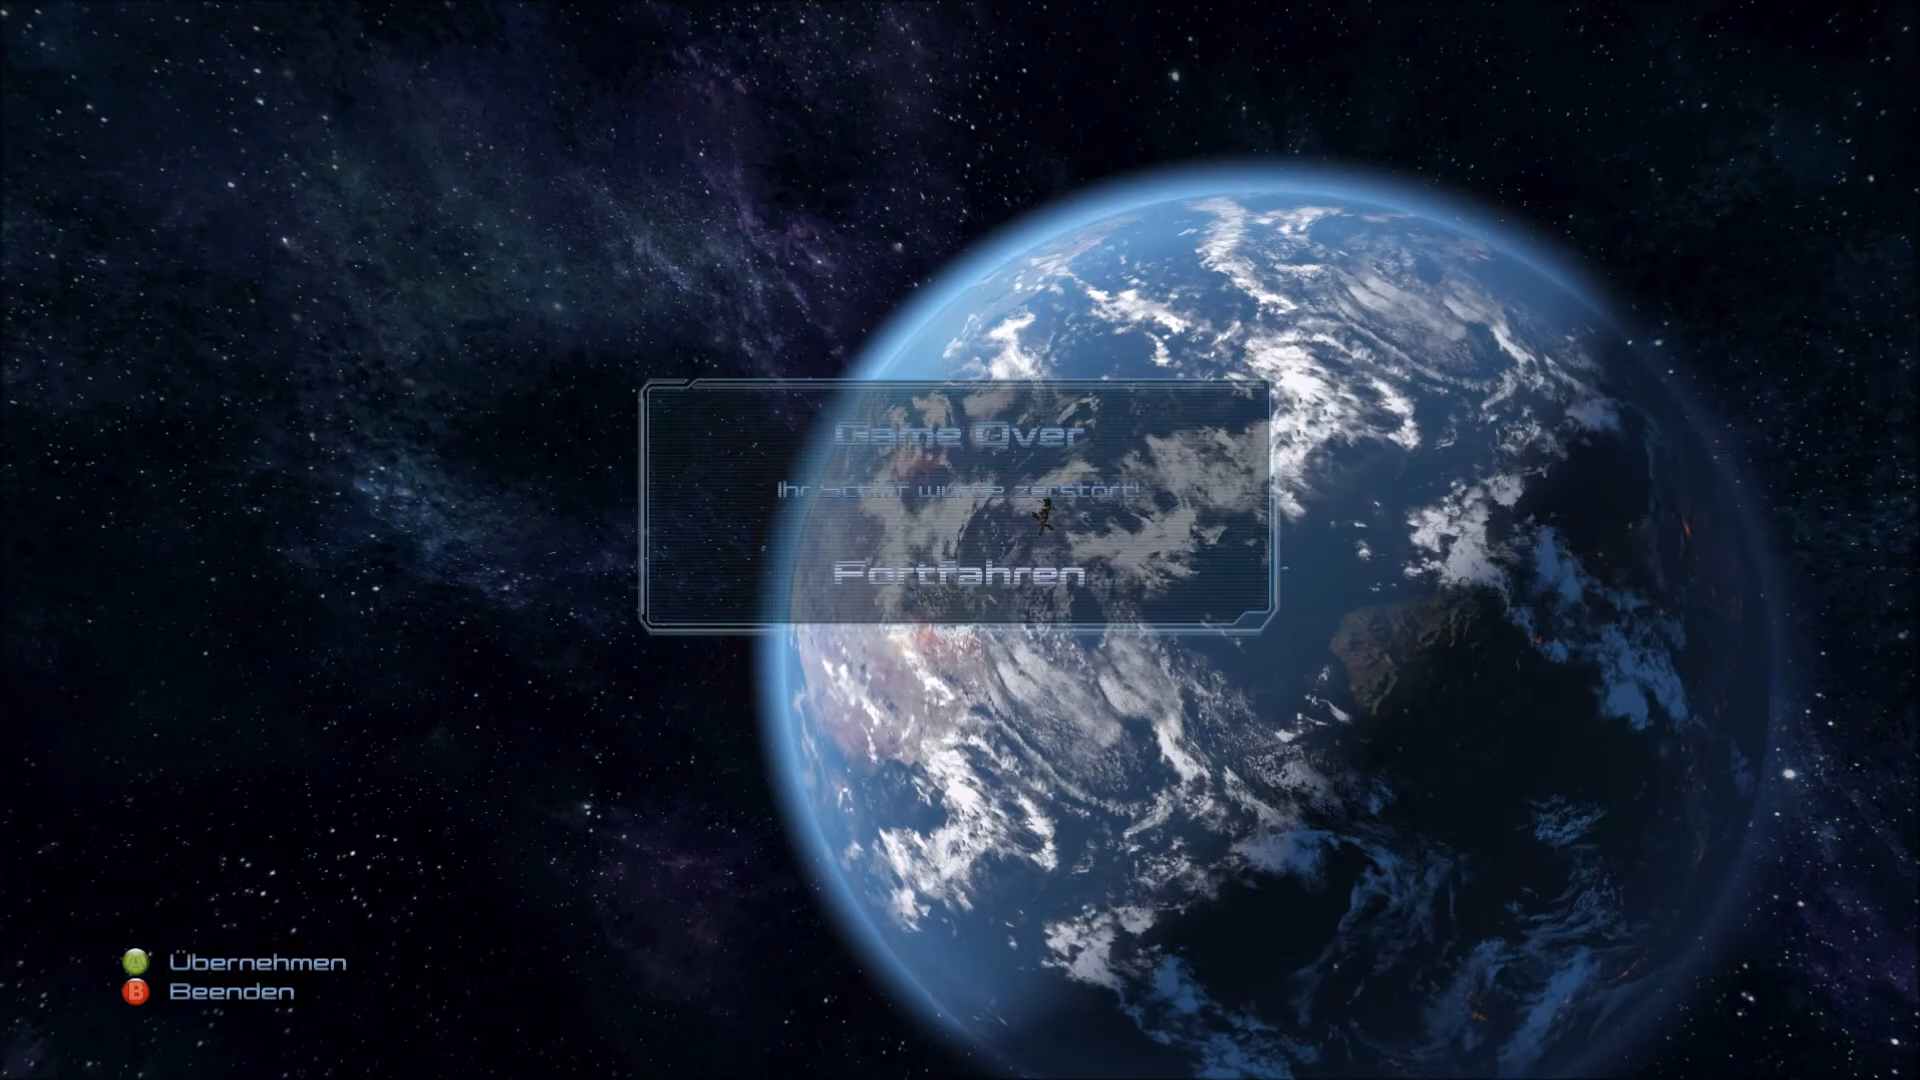 Game Over
Ihr Schiff wurde zerstört!
Fortfahren
A Übernehmen
B Beenden